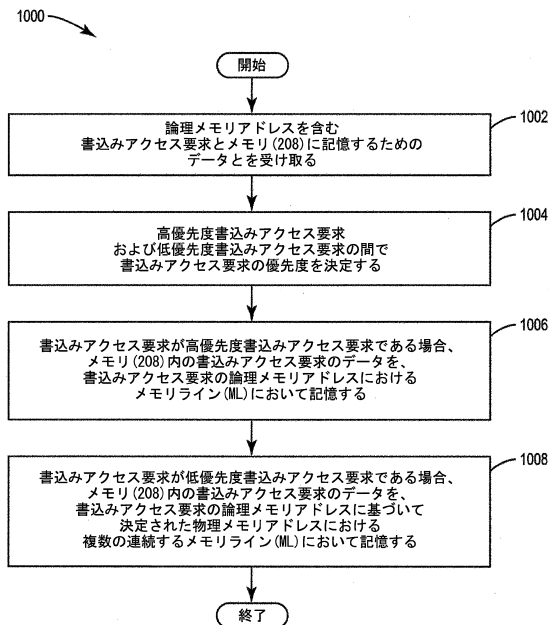 1000
開始
1002
論理メモリアドレスを含む
書込みアクセス要求とメモリ(208)に記憶するための
データとを受け取る
1004
高優先度書込みアクセス要求
および低優先度書込みアクセス要求の間で
書込みアクセス要求の優先度を決定する
1006
書込みアクセス要求が高優先度書込みアクセス要求である場合、
メモリ(208)内の書込みアクセス要求のデータを、
書込みアクセス要求の論理メモリアドレスにおける
メモリライン(ML)において記憶する
1008
書込みアクセス要求が低優先度書込みアクセス要求である場合、
メモリ(208)内の書込みアクセス要求のデータを、
書込みアクセス要求の論理メモリアドレスに基づいて
決定された物理メモリアドレスにおける
複数の連続するメモリライン(ML)において記憶する
終了